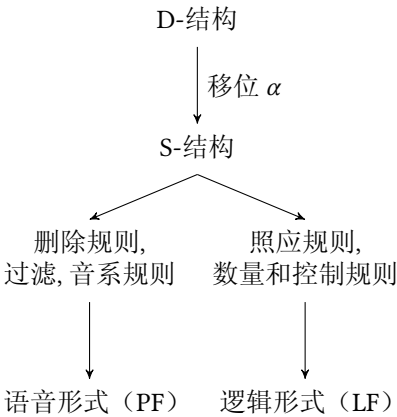 D-结构
移位 α
S-结构
删除规则,
过滤, 音系规则
照应规则,
数量和控制规则
语音形式（PF）
逻辑形式（LF）